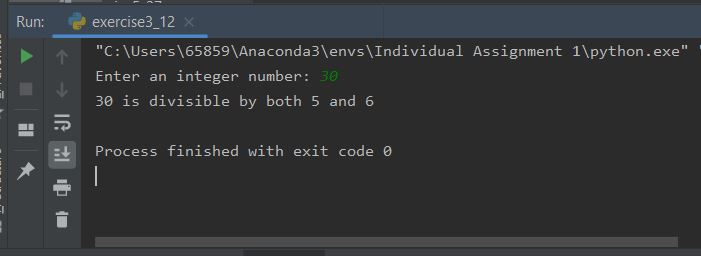 Run: exercise3_12
"C:\Users\65859\Anaconda3\envs\Individual Assignment 1\python.exe" "
Enter an integer number: 30
30 is divisible by both 5 and 6
Process finished with exit code 0